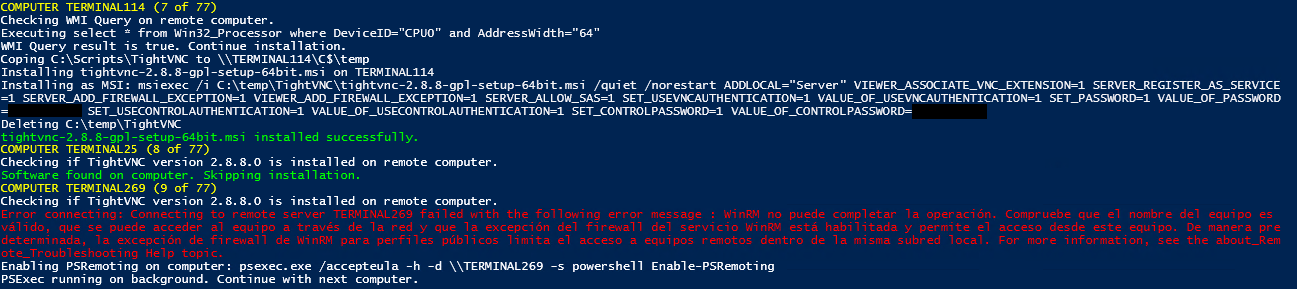 COMPUTER TERMINAL114 (7 of 77)
Checking WMI Query on remote computer.
Executing select * from Win32_Processor where DeviceID="CPU0" and AddressWidth="64"
WMI Query result is true. Continue installation.
Coping C:\Scripts\TightVNC to \\TERMINAL114\C$\temp
Installing tightvnc-2.8.8-gpl-setup-64bit.msi on TERMINAL114
Installing as MSI: msiexec /i C:\temp\TightVNC\tightvnc-2.8.8-gpl-setup-64bit.msi /quiet /norestart ADDLOCAL="Server" VIEWER_ASSOCIATE_VNC_EXTENSION=1 SERVER_REGISTER_AS_SERVICE
=1 SERVER_ADD_FIREWALL_EXCEPTION=1 VIEWER_ADD_FIREWALL_EXCEPTION=1 SERVER_ALLOW_SAS=1 SET_USEVNCAUTHENTICATION=1 VALUE_OF_USEVNCAUTHENTICATION=1 SET_PASSWORD=1 VALUE_OF_PASSWORD
= SET_USECONTROLAUTHENTICATION=1 VALUE_OF_USECONTROLAUTHENTICATION=1 SET_CONTROLPASSWORD=1 VALUE_OF_CONTROLPASSWORD=
Deleting C:\temp\TightVNC
tightvnc-2.8.8-gpl-setup-64bit.msi installed successfully.
COMPUTER TERMINAL25 (8 of 77)
Checking if TightVNC version 2.8.8.0 is installed on remote computer.
Software found on computer. Skipping installation.
COMPUTER TERMINAL269 (9 of 77)
Checking if TightVNC version 2.8.8.0 is installed on remote computer.
Error connecting: Connecting to remote server TERMINAL269 failed with the following error message : WinRM no puede completar la operación. Compruebe que el nombre del equipo es
válido, que se puede acceder al equipo a través de la red y que la excepción del firewall del servicio WinRM está habilitada y permite el acceso desde este equipo. De manera pre
determinada, la excepción de firewall de WinRM para perfiles públicos limita el acceso a equipos remotos dentro de la misma subred local. For more information, see the about_Rem
ote_Troubleshooting Help topic.
Enabling PSRemoting on computer: psexec.exe /accepteula -h -d \\TERMINAL269 -s powershell Enable-PSRemoting
PSExec running on background. Continue with next computer.